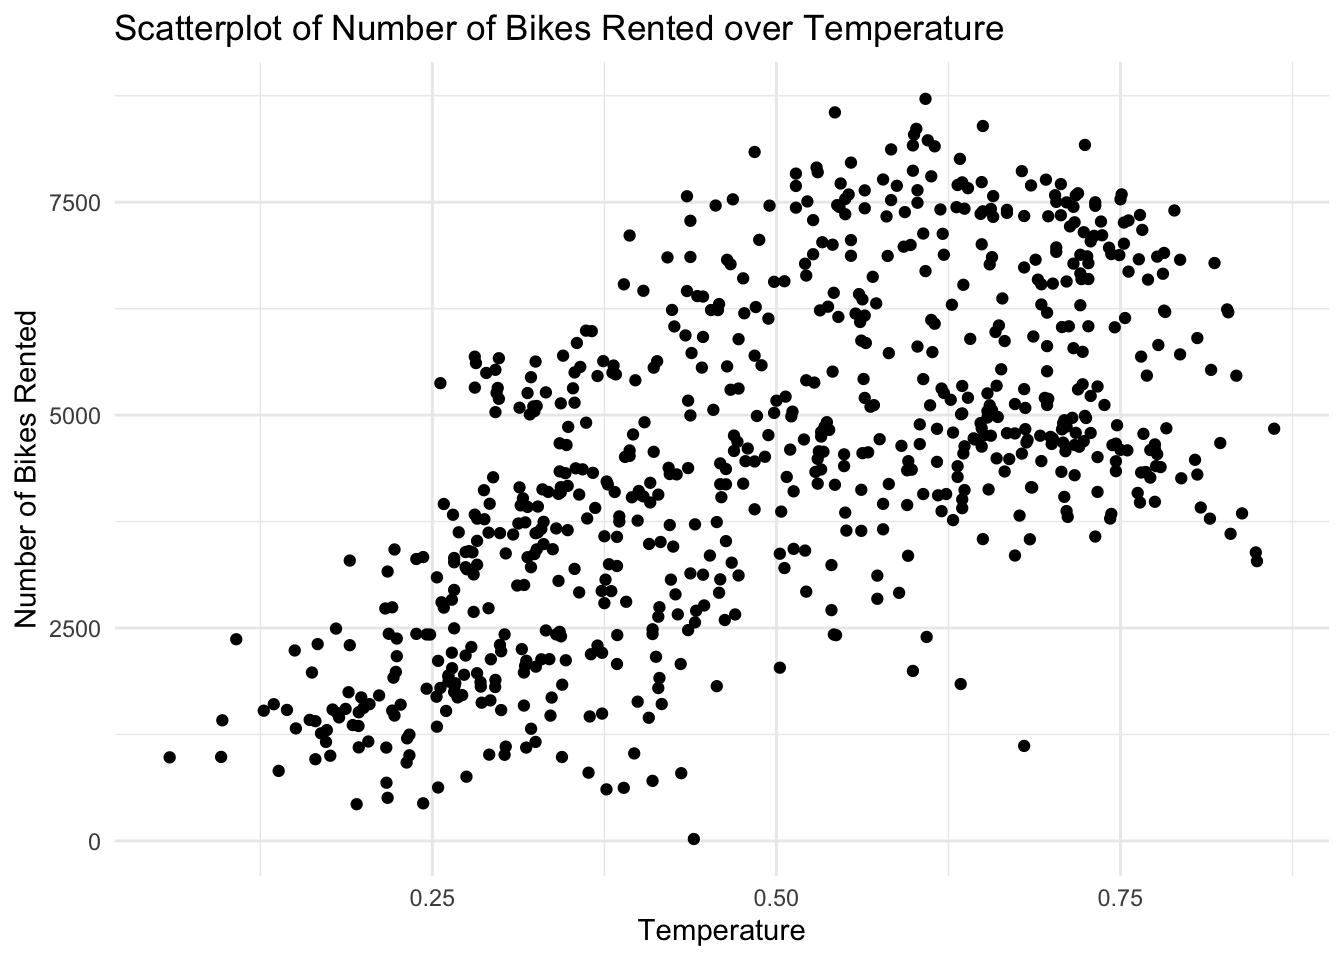 Scatterplot of Number of Bikes Rented over Temperature
Number of Bikes Rented
7500
5000
2500
0
0.25
0.50
0.75
Temperature